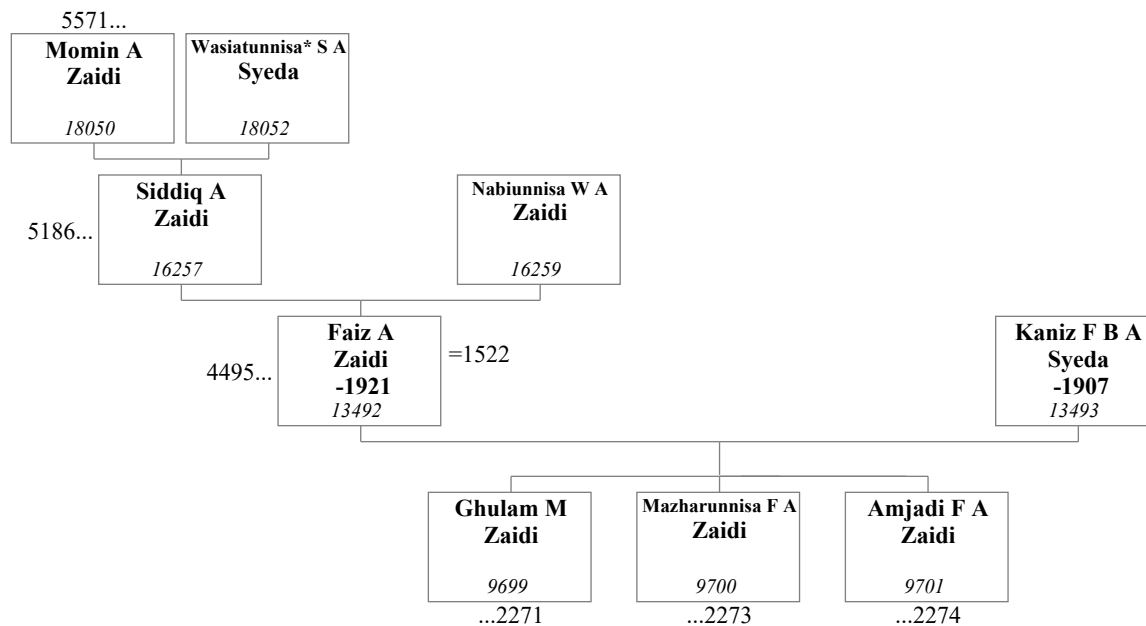 5571...
Momin A
Zaidi
18050
Wasiatunnisa* S A
Syeda
18052
5186...
Siddiq A
Zaidi
16257
Nabiunnisa W A
Zaidi
16259
4495...
Faiz A
Zaidi
-1921
13492
=1522
Kaniz F B A
Syeda
-1907
13493
Ghulam M
Zaidi
9699
...2271
Mazharunnisa F A
Zaidi
9700
...2273
Amjadi F A
Zaidi
9701
...2274